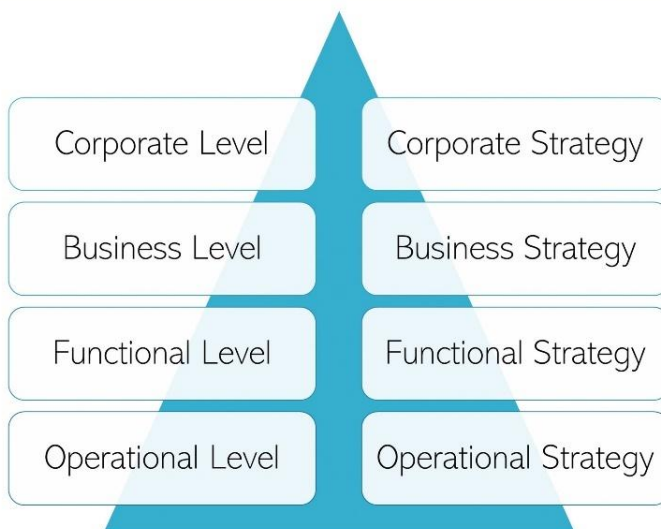 Corporate Level
Corporate Strategy
Business Level
Business Strategy
Functional Level
Functional Strategy
Operational Level
Operational Strategy